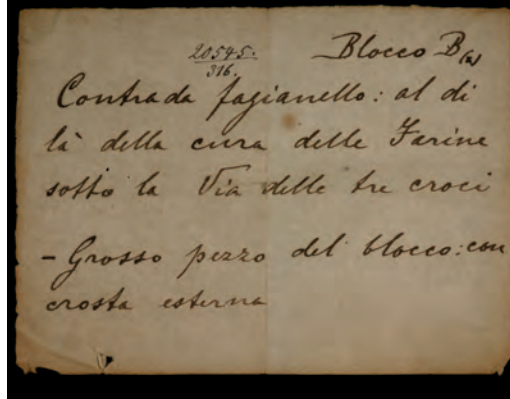 20545. Blocco B(2)
316.
Contrada fagianello: al di
là della cura delle Farine
sotto la Via delle tre croci
- Grosso pezzo del blocco: con
crosta esterna